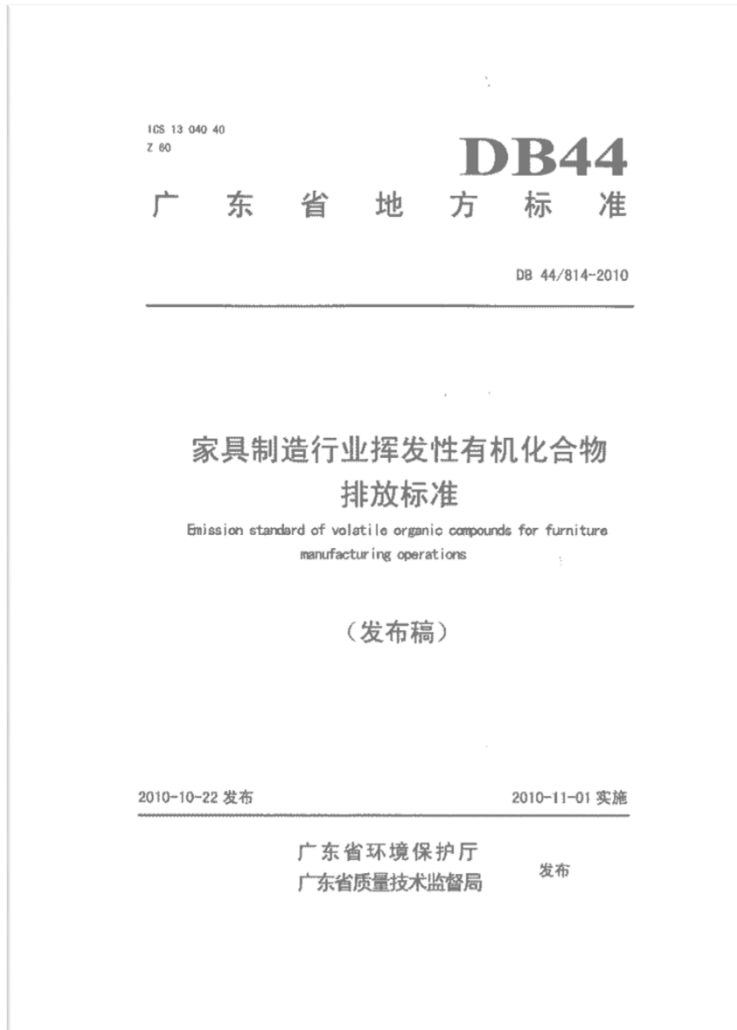 ICS 13 040 40
Z 60
DB44
广东省地方标准
DB 44/814-2010
家具制造行业挥发性有机化合物
排放标准
Emission standard of volatile organic compounds for furniture
manufacturing operations
（发布稿）
2010-10-22 发布
2010-11-01 实施
广东省环境保护厅
广东省质量技术监督局
发布